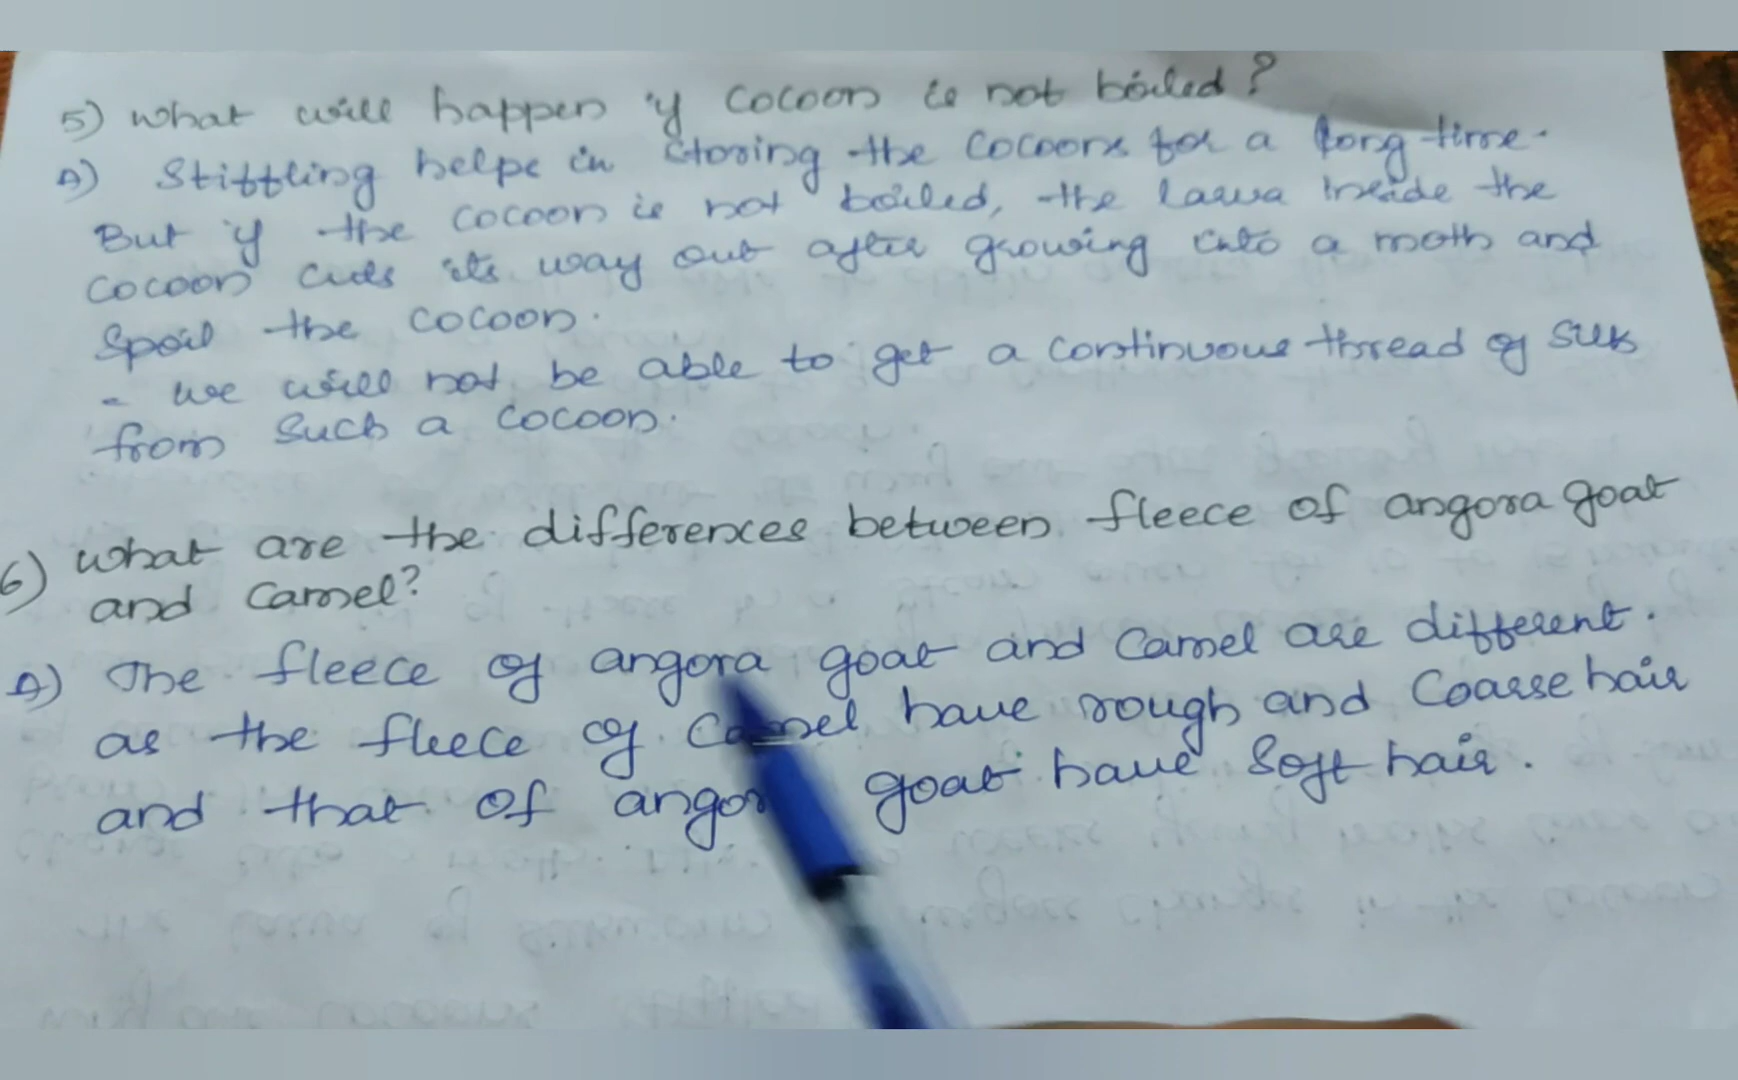 5) What will happen if cocoon is not boiled?
A) Stiffling helps in storing the cocoons for a long time.
But if the cocoon is not boiled, the larva inside the
cocoon cuts its way out after growing into a moth and
spoil the cocoon.
- we will not be able to get a continuous thread of silk
from such a cocoon.
6) What are the differences between fleece of angora goat
and camel?
A) The fleece of angora goat and camel are different.
as the fleece of camel have rough and coarse hair
and that of angora goat have soft hair.